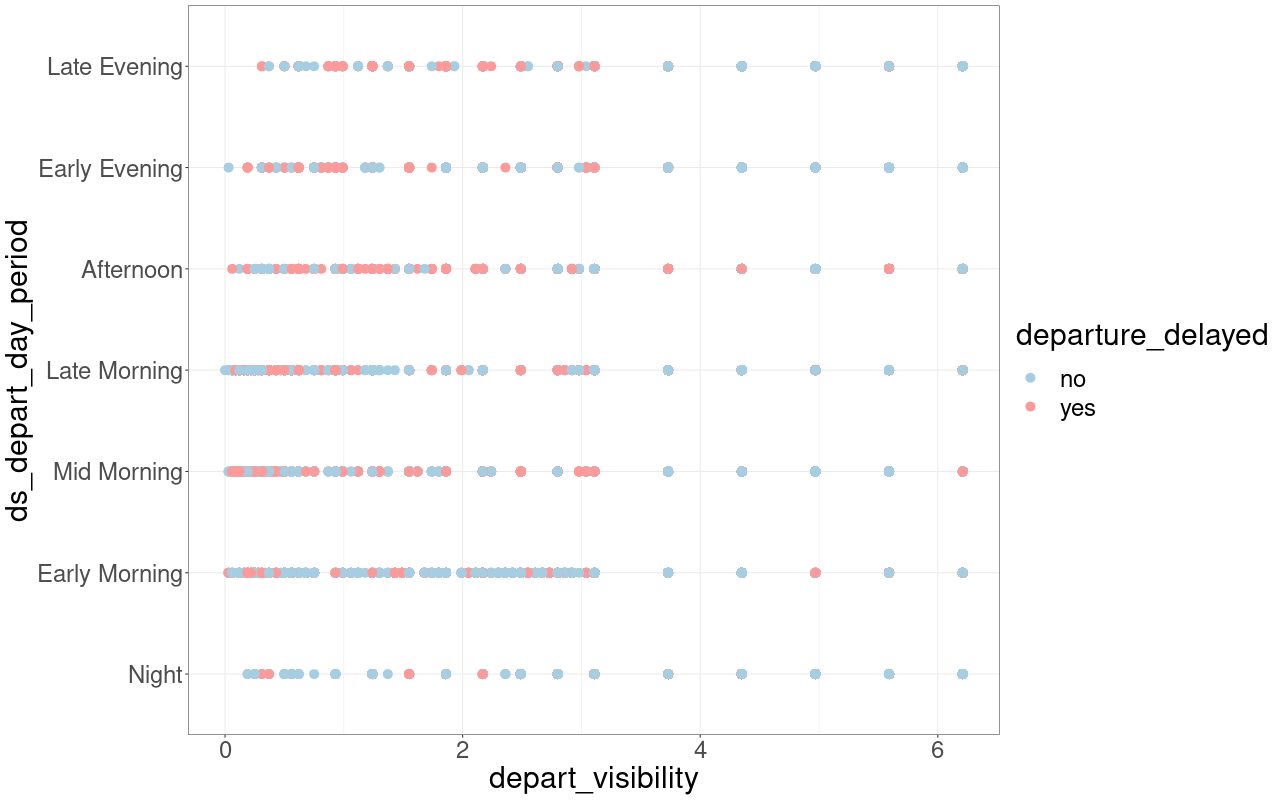 Late Evening
Early Evening
Afternoon
Late Morning
Mid Morning
Early Morning
Night
ds_depart_day_period
0
2
4
6
depart_visibility
departure_delayed
no
yes